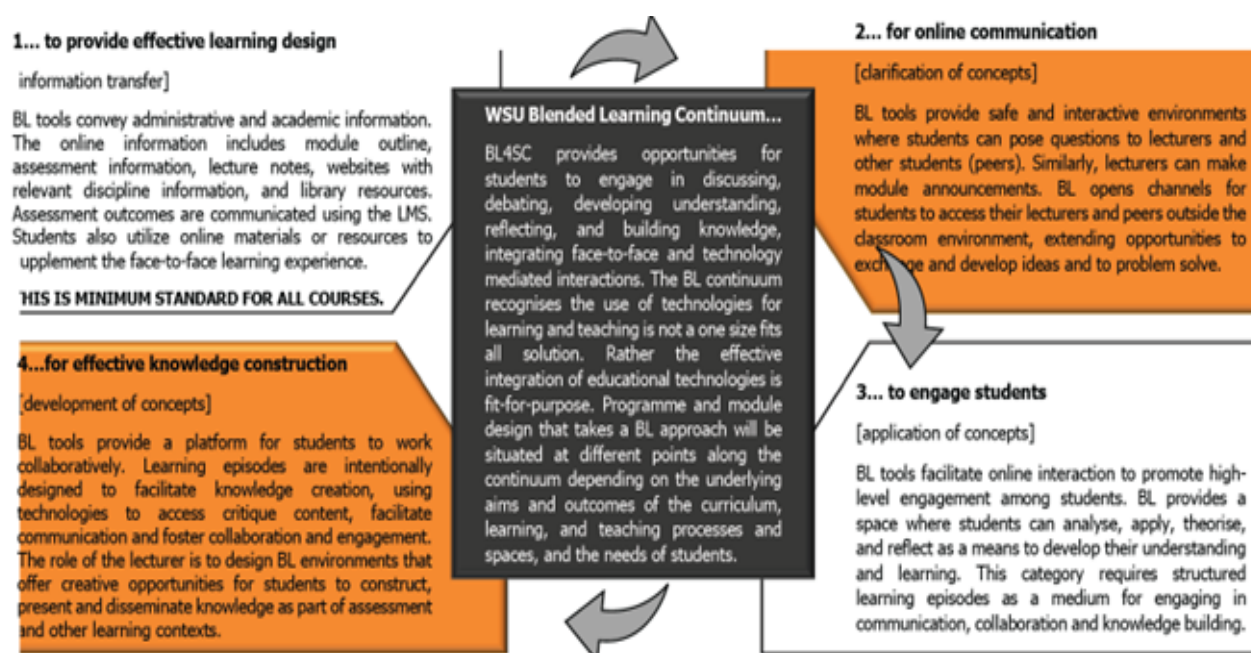 1... to provide effective learning design
information transfer]
BL tools convey administrative and academic information.
The online information includes module outline,
assessment information, lecture notes, websites with
relevant discipline information, and library resources.
Assessment outcomes are communicated using the LMS.
Students also utilize online materials or resources to
upplement the face-to-face learning experience.
HIS IS MINIMUM STANDARD FOR ALL COURSES.
WSU Blended Learning Continuum...
BL4SC provides opportunities for
students to engage in discussing,
debating, developing understanding,
reflecting, and building knowledge,
integrating face-to-face and technology
mediated interactions. The BL continuum
recognises the use of technologies for
learning and teaching is not a one size fits
all solution. Rather the effective
integration of educational technologies is
fit-for-purpose. Programme and module
design that takes a BL approach will be
situated at different points along the
continuum depending on the underlying
aims and outcomes of the curriculum,
learning, and teaching processes and
spaces, and the needs of students.
2... for online communication
[clarification of concepts]
BL tools provide safe and interactive environments
where students can pose questions to lecturers and
other students (peers). Similarly, lecturers can make
module announcements. BL opens channels for
students to access their lecturers and peers outside the
classroom environment, extending opportunities to
exchange and develop ideas and to problem solve.
3... to engage students
[application of concepts]
BL tools facilitate online interaction to promote high-
level engagement among students. BL provides a
space where students can analyse, apply, theorise,
and reflect as a means to develop their understanding
and learning. This category requires structured
learning episodes as a medium for engaging in
communication, collaboration and knowledge building.
4...for effective knowledge construction
[development of concepts]
BL tools provide a platform for students to work
collaboratively. Learning episodes are intentionally
designed to facilitate knowledge creation, using
technologies to access critique content, facilitate
communication and foster collaboration and engagement.
The role of the lecturer is to design BL environments that
offer creative opportunities for students to construct,
present and disseminate knowledge as part of assessment
and other learning contexts.